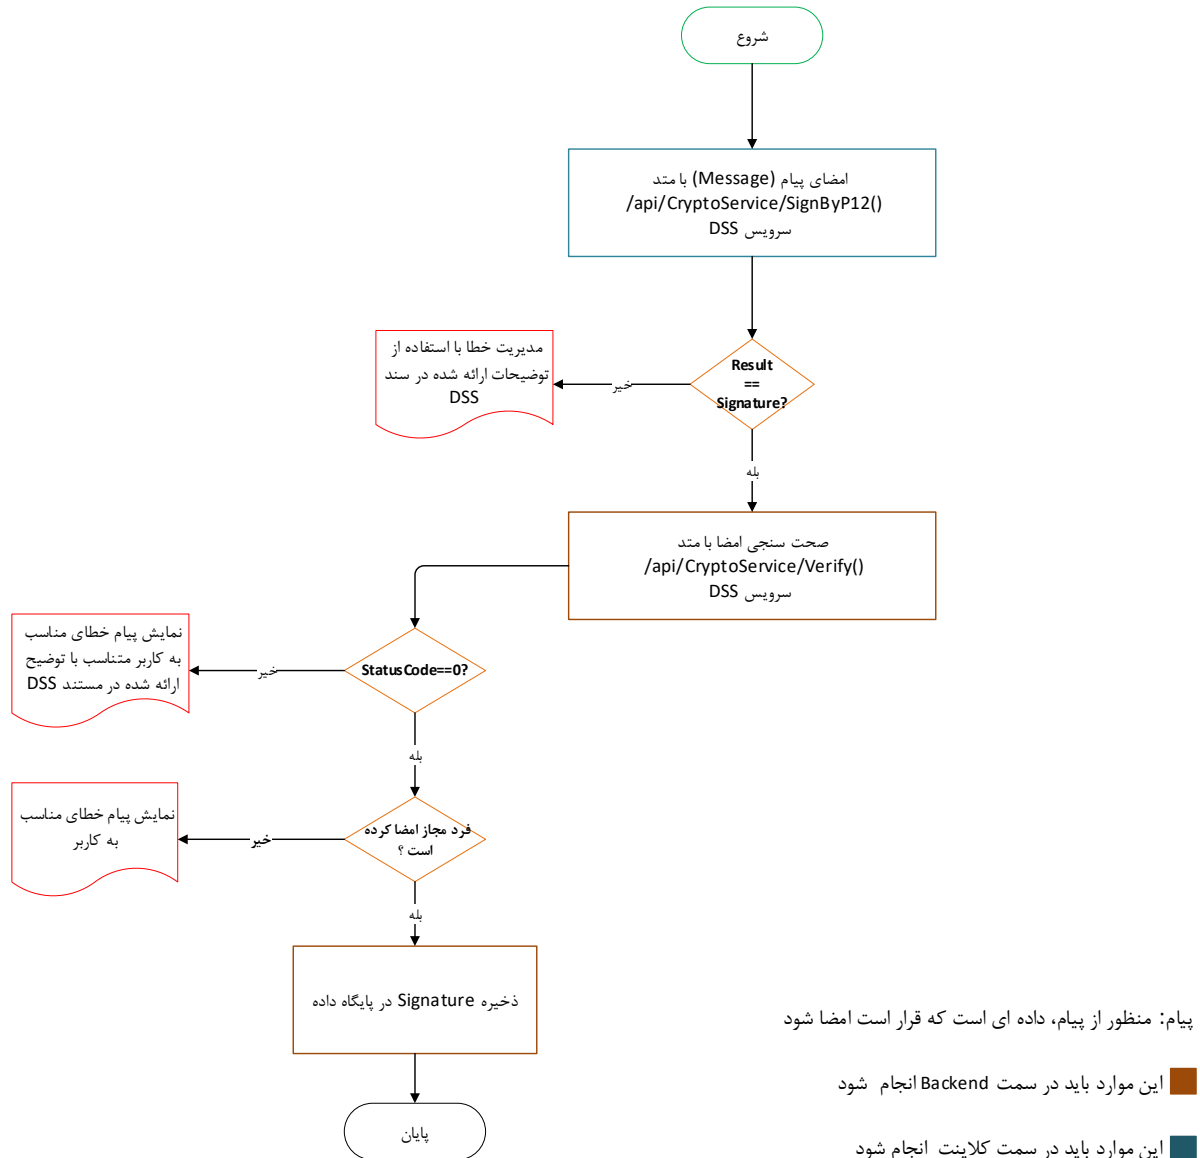 شروع
امضای پیام (Message) با متد
/api/CryptoService/SignByP12()
سرویس DSS
Result
==
Signature?
خیر
مدیریت خطا با استفاده از
توضیحات ارائه شده در سند
DSS
بله
صحت سنجی امضا با متد
/api/CryptoService/Verify()
سرویس DSS
StatusCode==0?
خیر
نمایش پیام خطای مناسب
به کاربر متناسب با توضیح
ارائه شده در مستند DSS
بله
فرد مجاز امضا کرده
است ؟
خیر
نمایش پیام خطای مناسب
به کاربر
بله
ذخیره Signature در پایگاه داده
پایان
پیام: منظور از پیام، داده ای است که قرار است امضا شود
این موارد باید در سمت Backend انجام شود
این موارد باید در سمت کلاینت انجام شود